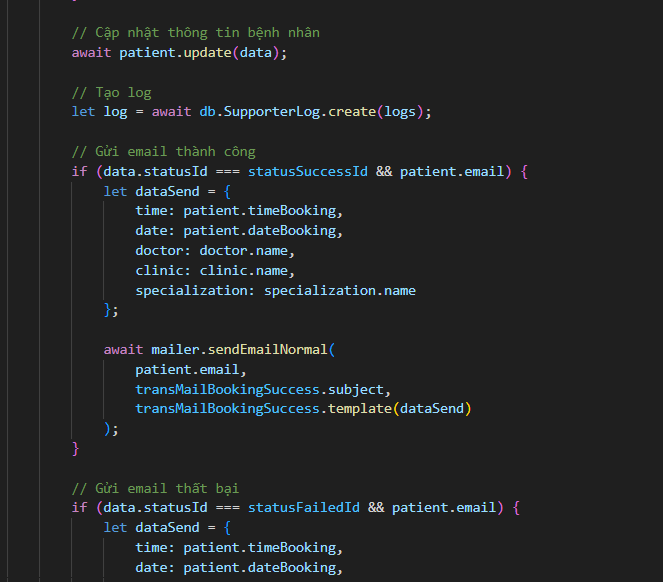 // Cập nhật thông tin bệnh nhân
await patient.update(data);
// Tạo log
let log = await db.SupporterLog.create(logs);
// Gửi email thành công
if (data.statusId === statusSuccessId && patient.email) {
let dataSend = {
time: patient.timeBooking,
date: patient.dateBooking,
doctor: doctor.name,
clinic: clinic.name,
specialization: specialization.name
};
await mailer.sendEmailNormal(
patient.email,
transMailBookingSuccess.subject,
transMailBookingSuccess.template(dataSend)
);
}
// Gửi email thất bại
if (data.statusId === statusFailedId && patient.email) {
let dataSend = {
time: patient.timeBooking,
date: patient.dateBooking,